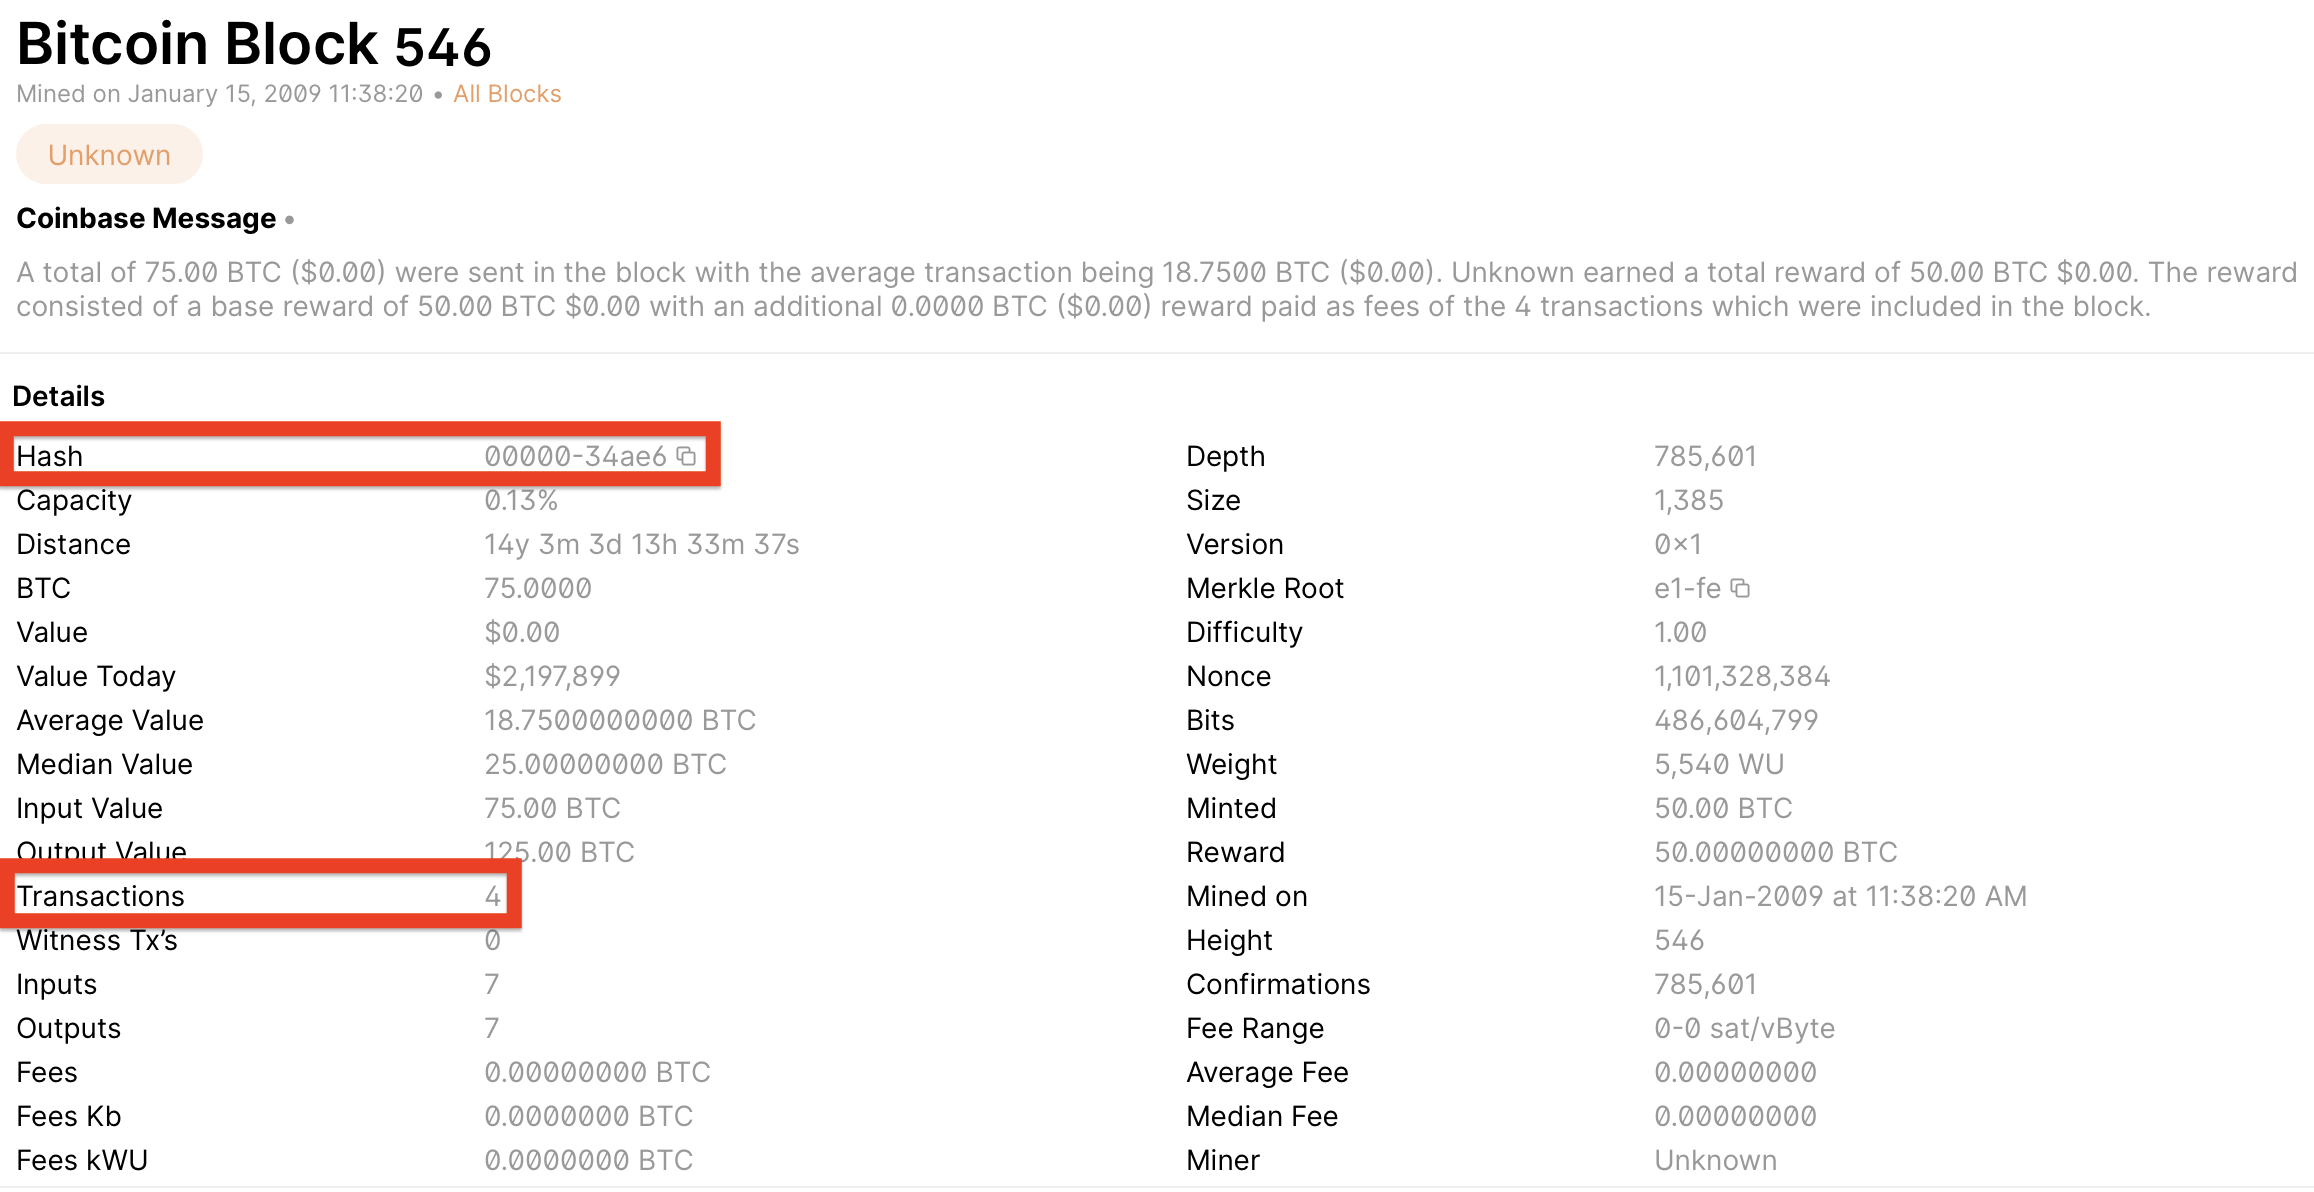 Bitcoin Block 546
Mined on January 15, 2009 11:38:20 • All Blocks
Unknown
Coinbase Message •
A total of 75.00 BTC ($0.00) were sent in the block with the average transaction being 18.7500 BTC ($0.00). Unknown earned a total reward of 50.00 BTC $0.00. The reward
consisted of a base reward of 50.00 BTC $0.00 with an additional 0.0000 BTC ($0.00) reward paid as fees of the 4 transactions which were included in the block.
Details
Hash 00000-34ae6
Capacity 0.13%
Distance 14y 3m 3d 13h 33m 37s
BTC 75.0000
Value $0.00
Value Today $2,197,899
Average Value 18.7500000000 BTC
Median Value 25.00000000 BTC
Input Value 75.00 BTC
Output Value 125.00 BTC
Transactions 4
Witness Tx's 0
Inputs 7
Outputs 7
Fees 0.00000000 BTC
Fees Kb 0.0000000 BTC
Fees kWU 0.0000000 BTC
Depth 785,601
Size 1,385
Version 0×1
Merkle Root e1-fe
Difficulty 1.00
Nonce 1,101,328,384
Bits 486,604,799
Weight 5,540 WU
Minted 50.00 BTC
Reward 50.00000000 BTC
Mined on 15-Jan-2009 at 11:38:20 AM
Height 546
Confirmations 785,601
Fee Range 0-0 sat/vByte
Average Fee 0.00000000
Median Fee 0.00000000
Miner Unknown